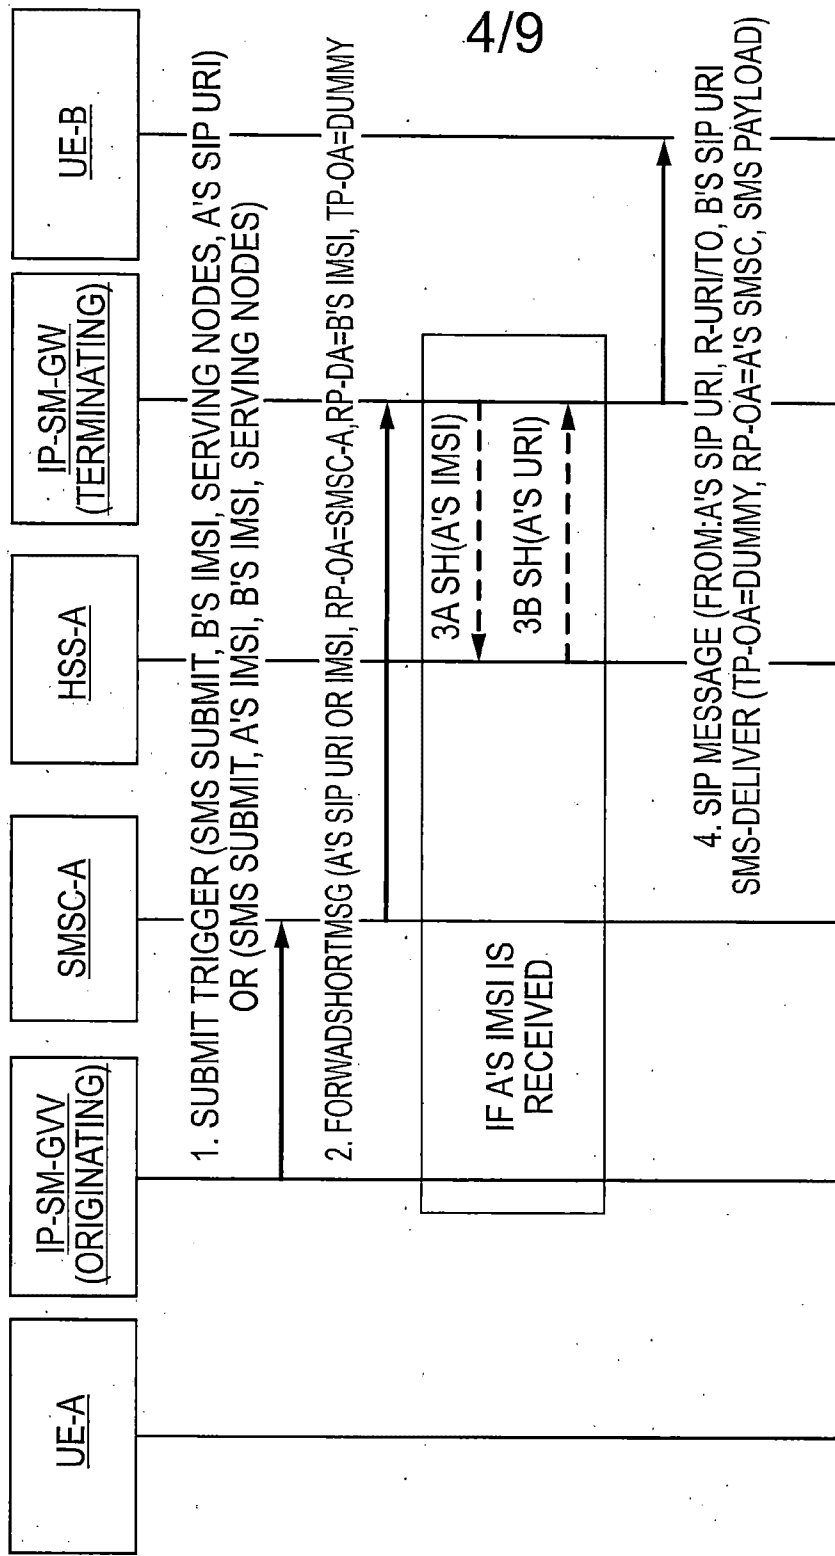 4/9
UE-A
IP-SM-GVV
(ORIGINATING)
SMSC-A
HSS-A
IP-SM-GW
(TERMINATING)
UE-B
1. SUBMIT TRIGGER (SMS SUBMIT, B'S IMSI, SERVING NODES, A'S SIP URI)
OR (SMS SUBMIT, A'S IMSI, B'S IMSI, SERVING NODES)
2. FORWADSHORTMSG (A'S SIP URI OR IMSI, RP-OA=SMSC-A,RP-DA=B'S IMSI, TP-OA=DUMMY
IF A'S IMSI IS
RECEIVED
3A SH(A'S IMSI)
3B SH(A'S URI)
4. SIP MESSAGE (FROM:A'S SIP URI, R-URI/TO, B'S SIP URI
SMS-DELIVER (TP-OA=DUMMY, RP-OA=A'S SMSC, SMS PAYLOAD)